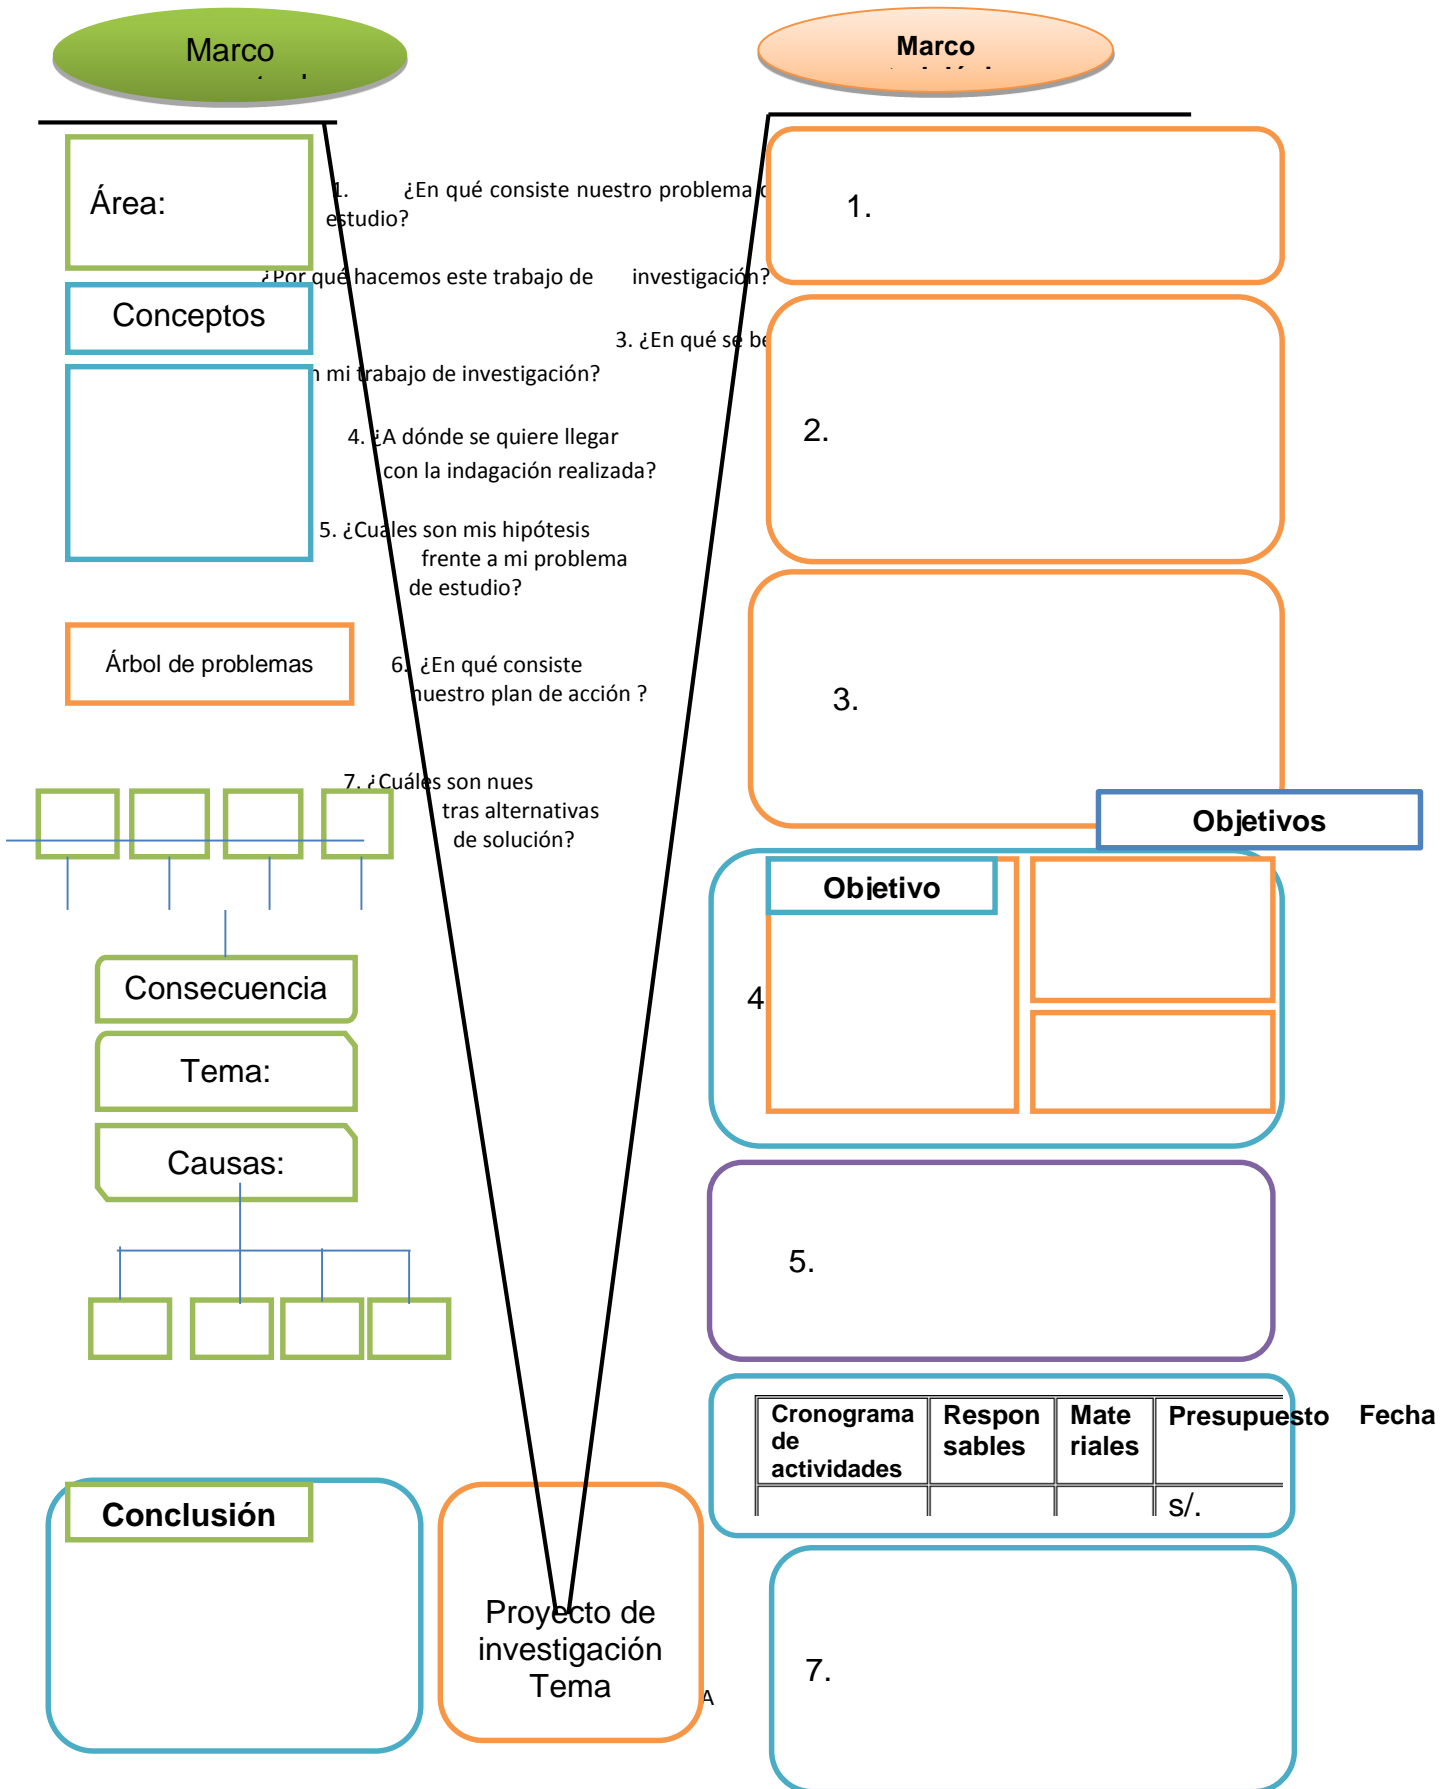 Marco
Marco
Área:
1. ¿En qué consiste nuestro problema
estudio?
¿Por qué hacemos este trabajo de investigación?
Conceptos
3. ¿En qué se be
n mi trabajo de investigación?
4. ¿A dónde se quiere llegar
con la indagación realizada?
5. ¿Cuáles son mis hipótesis
frente a mi problema
de estudio?
Árbol de problemas
6. ¿En qué consiste
nuestro plan de acción ?
7. ¿Cuáles son nues
tras alternativas
de solución?
Consecuencia
Tema:
Causas:
Conclusión
Proyecto de
investigación
Tema
A
1.
2.
3.
Objetivos
Objetivo
4
5.
Cronograma de actividades
Respon sables
Mate riales
Presupuesto
Fecha
s/.
7.